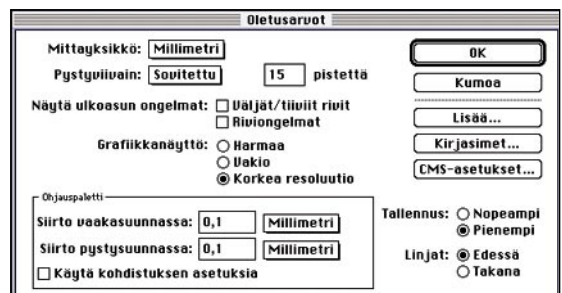 Oletusarvot
Mittayksikkö: Millimetri
Pystyviivain: Sovitettu 15 pistettä
Näytä ulkoasun ongelmat: Väljät/tiiviit rivit
Riviongelmat
Grafiikkanäyttö: Harmaa
Vakio
Korkea resoluutio
Ohjauspaletti
Siirto vaakasuunnassa: 0,1 Millimetri
Siirto pystysuunnassa: 0,1 Millimetri
Käytä kohdistuksen asetuksia
OK
Kumoa
Lisää...
Kirjasimet...
CMS-asetukset...
Tallennus: Nopeampi
Pienempi
Linjat: Edessä
Takana